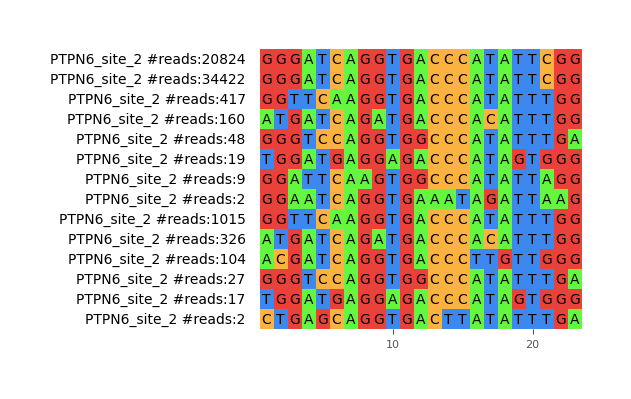 PTPN6_site_2 #reads:20824 GGGATCAGGTGACCCATATTCGG
PTPN6_site_2 #reads:34422 GGGATCAGGTGACCCATATTCGG
PTPN6_site_2 #reads:417 GGTTCAAGGTGACCCATATTTGG
PTPN6_site_2 #reads:160 ATGATCAGATGACCCACATTTGG
PTPN6_site_2 #reads:48 GGGTCCAGGTGGCCCATATTTGA
PTPN6_site_2 #reads:19 TGGATGAGGAGACCCATAGTGGG
PTPN6_site_2 #reads:9 GGATTCAAGTGGCCCATATTAGG
PTPN6_site_2 #reads:2 GGAATCAGGTGAAATAGATTAAG
PTPN6_site_2 #reads:1015 GGTTCAAGGTGACCCATATTTGG
PTPN6_site_2 #reads:326 ATGATCAGATGACCCACATTTGG
PTPN6_site_2 #reads:104 ACGATCAGGTGACCCTTGTTGGG
PTPN6_site_2 #reads:27 GGGTCCAGGTGGCCCATATTTGA
PTPN6_site_2 #reads:17 TGGATGAGGAGACCCATAGTGGG
PTPN6_site_2 #reads:2 CTGAGCAGGTGACTTATATTTGA
10 20